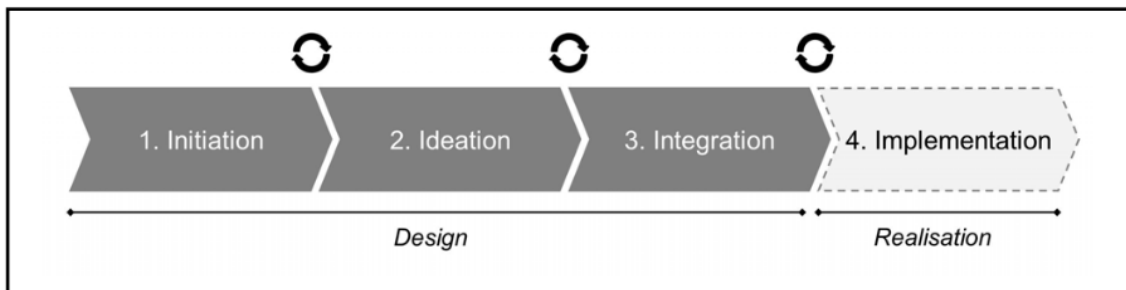 1. Initiation
2. Ideation
3. Integration
4. Implementation
Design
Realisation